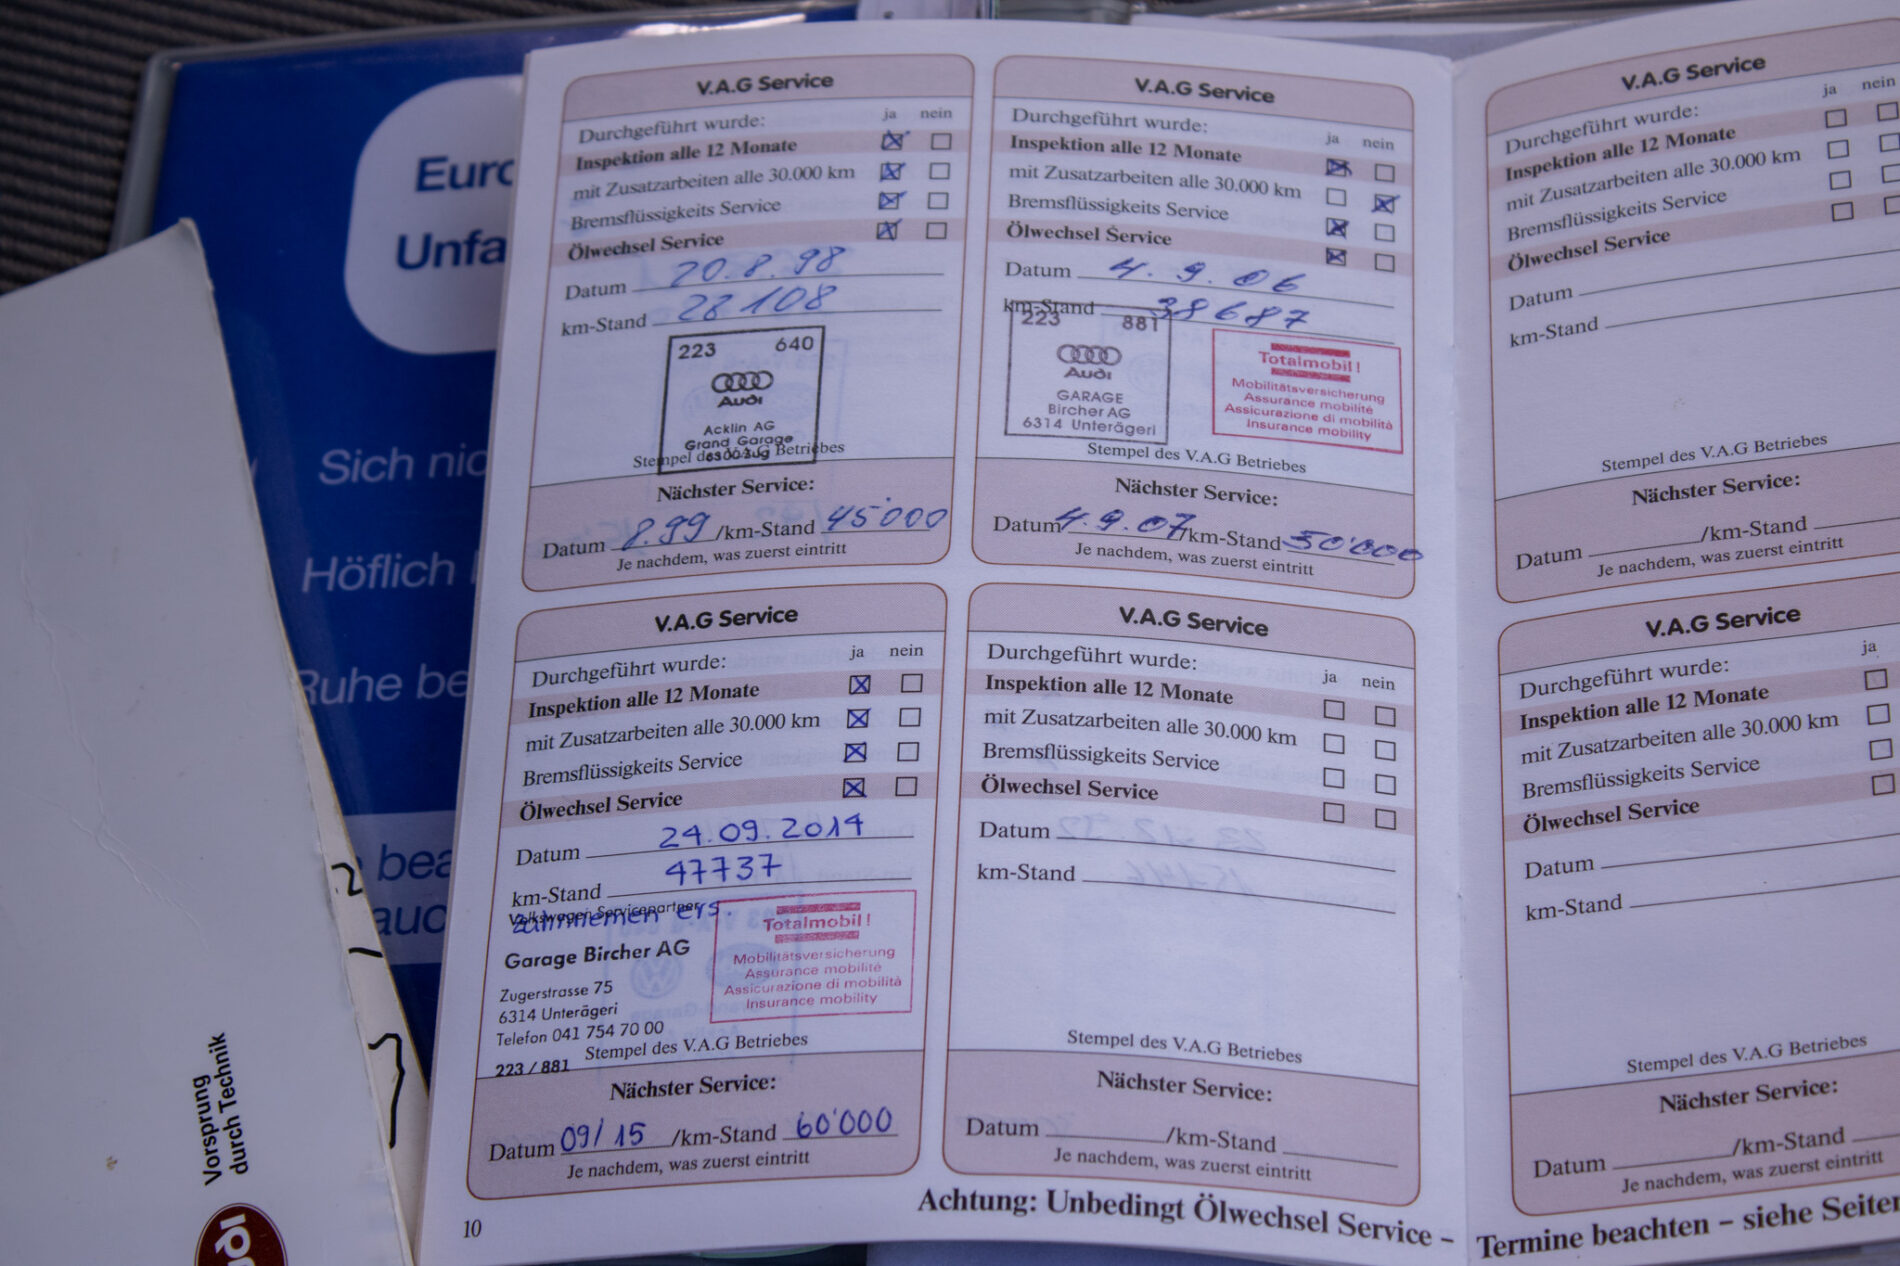 Euro
Unfa
Sich nic
Höflich
Ruhe be
bea
auc
Vorsprung
durch Technik
V.A.G Service
Durchgeführt wurde:
ja nein
Inspektion alle 12 Monate
mit Zusatzarbeiten alle 30.000 km
Bremsflüssigkeits Service
Ölwechsel Service
Datum 20.8.98
km-Stand 28108
223 640
Audi
Acklin AG
Grand Garage
6300 Zug
Stempel des V.A.G Betriebes
Nächster Service:
Datum 8.99 /km-Stand 45'000
Je nachdem, was zuerst eintritt
V.A.G Service
Durchgeführt wurde:
ja nein
Inspektion alle 12 Monate
mit Zusatzarbeiten alle 30.000 km
Bremsflüssigkeits Service
Ölwechsel Service
Datum 4.9.06
km-Stand 38687
223 881
Audi
GARAGE
Bircher AG
6314 Unterägeri
Totalmobil!
Mobilitätsversicherung
Assurance mobilité
Assicurazione di mobilità
Insurance mobility
Stempel des V.A.G Betriebes
Nächster Service:
Datum 4.9.07 /km-Stand 50'000
Je nachdem, was zuerst eintritt
V.A.G Service
Durchgeführt wurde:
ja nein
Inspektion alle 12 Monate
mit Zusatzarbeiten alle 30.000 km
Bremsflüssigkeits Service
Ölwechsel Service
Datum 24.09.2014
km-Stand 47737
Volkswagen Servicepartner
Zahnriemen ers.
Garage Bircher AG
Zugerstrasse 75
6314 Unterägeri
Telefon 041 754 70 00
223 / 881
Totalmobil!
Mobilitätsversicherung
Assurance mobilité
Assicurazione di mobilità
Insurance mobility
Stempel des V.A.G Betriebes
Nächster Service:
Datum 09/15 /km-Stand 60'000
Je nachdem, was zuerst eintritt
V.A.G Service
Durchgeführt wurde:
ja nein
Inspektion alle 12 Monate
mit Zusatzarbeiten alle 30.000 km
Bremsflüssigkeits Service
Ölwechsel Service
Datum
km-Stand
Stempel des V.A.G Betriebes
Nächster Service:
Datum /km-Stand
Je nachdem, was zuerst eintritt
10
Achtung: Unbedingt Ölwechsel Service –
V.A.G Service
Durchgeführt wurde:
ja nein
Inspektion alle 12 Monate
mit Zusatzarbeiten alle 30.000 km
Bremsflüssigkeits Service
Ölwechsel Service
Datum
km-Stand
Stempel des V.A.G Betriebes
Nächster Service:
Datum /km-Stand
Je nachdem, was zuerst eintritt
V.A.G Service
Durchgeführt wurde:
ja
Inspektion alle 12 Monate
mit Zusatzarbeiten alle 30.000 km
Bremsflüssigkeits Service
Ölwechsel Service
Datum
km-Stand
Stempel des V.A.G Betriebes
Nächster Service:
Datum /km-Stand
Je nachdem, was zuerst eintritt
Termine beachten – siehe Seiten